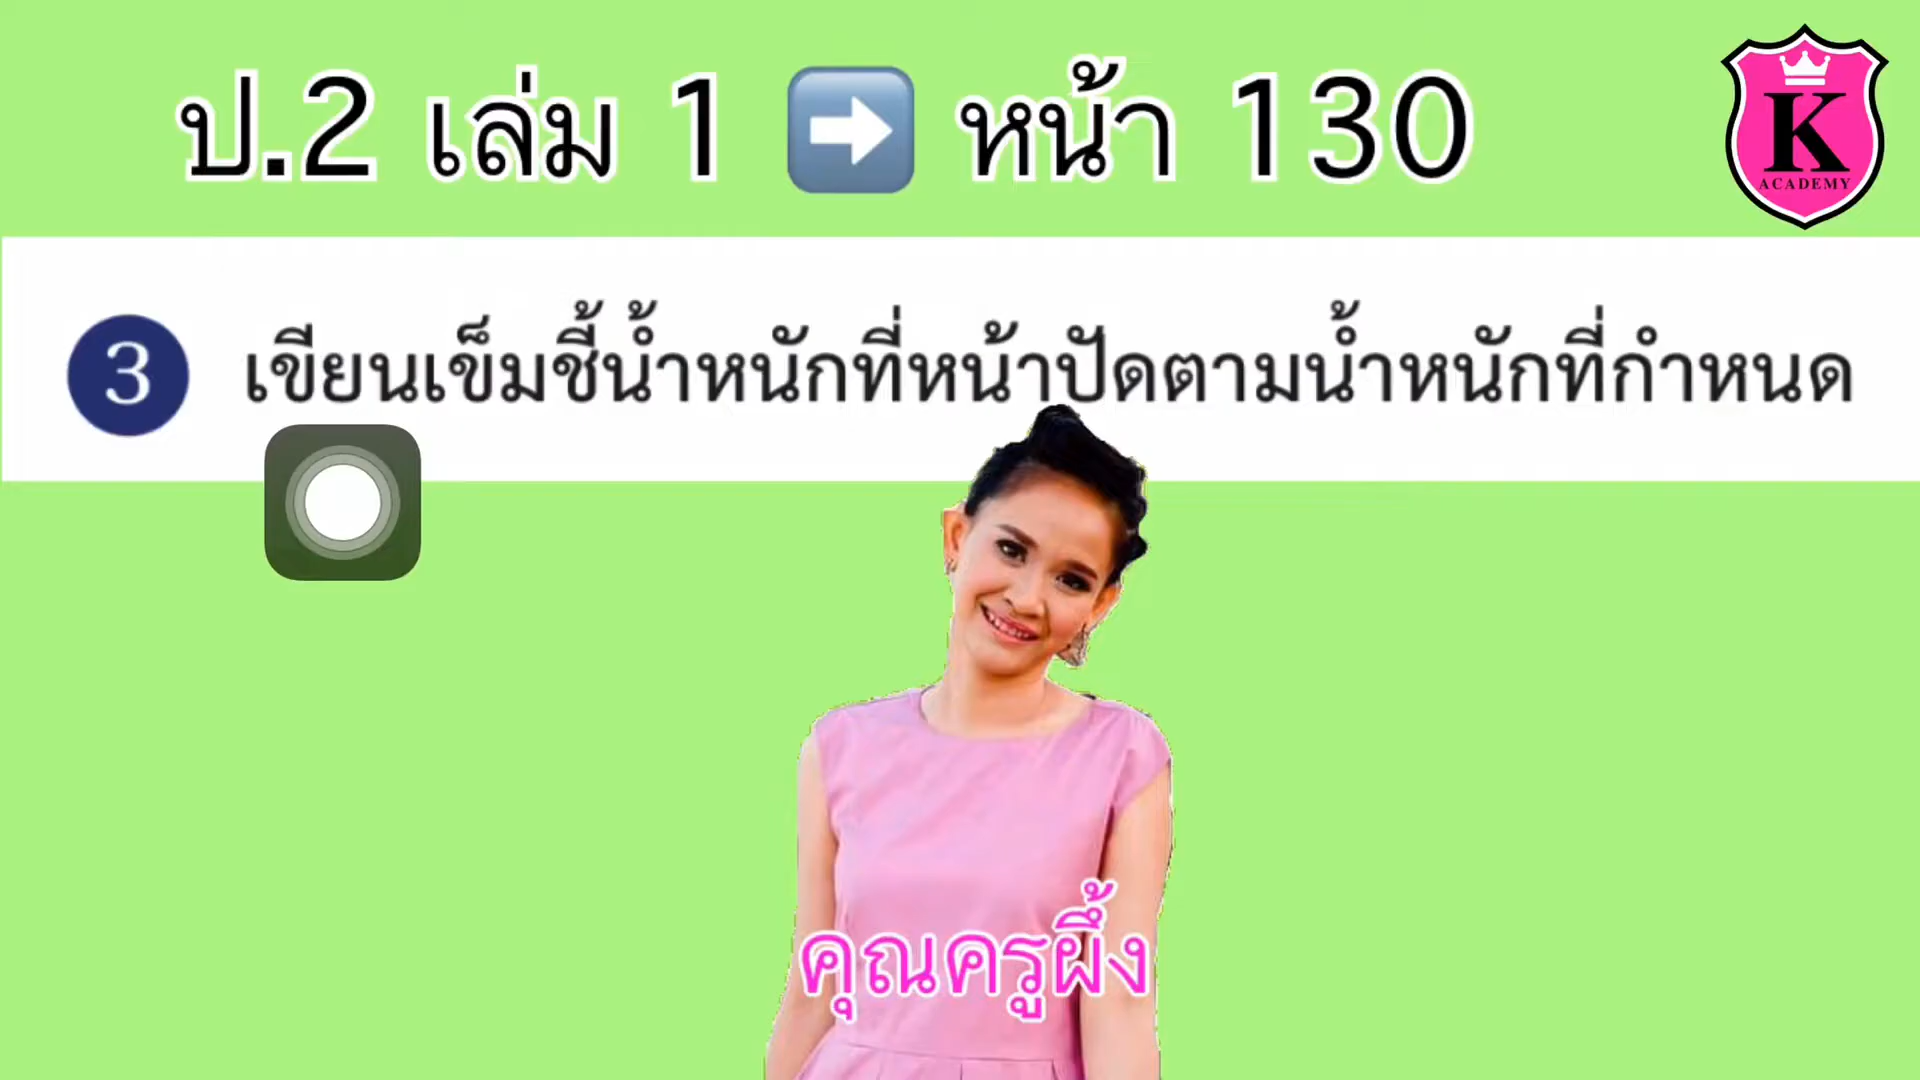 ป.2 เล่ม 1 ➡ หน้า 130
K
ACADEMY
3 เขียนเข็มชี้น้ำหนักที่หน้าปัดตามน้ำหนักที่กำหนด
คุณครูผึ้ง